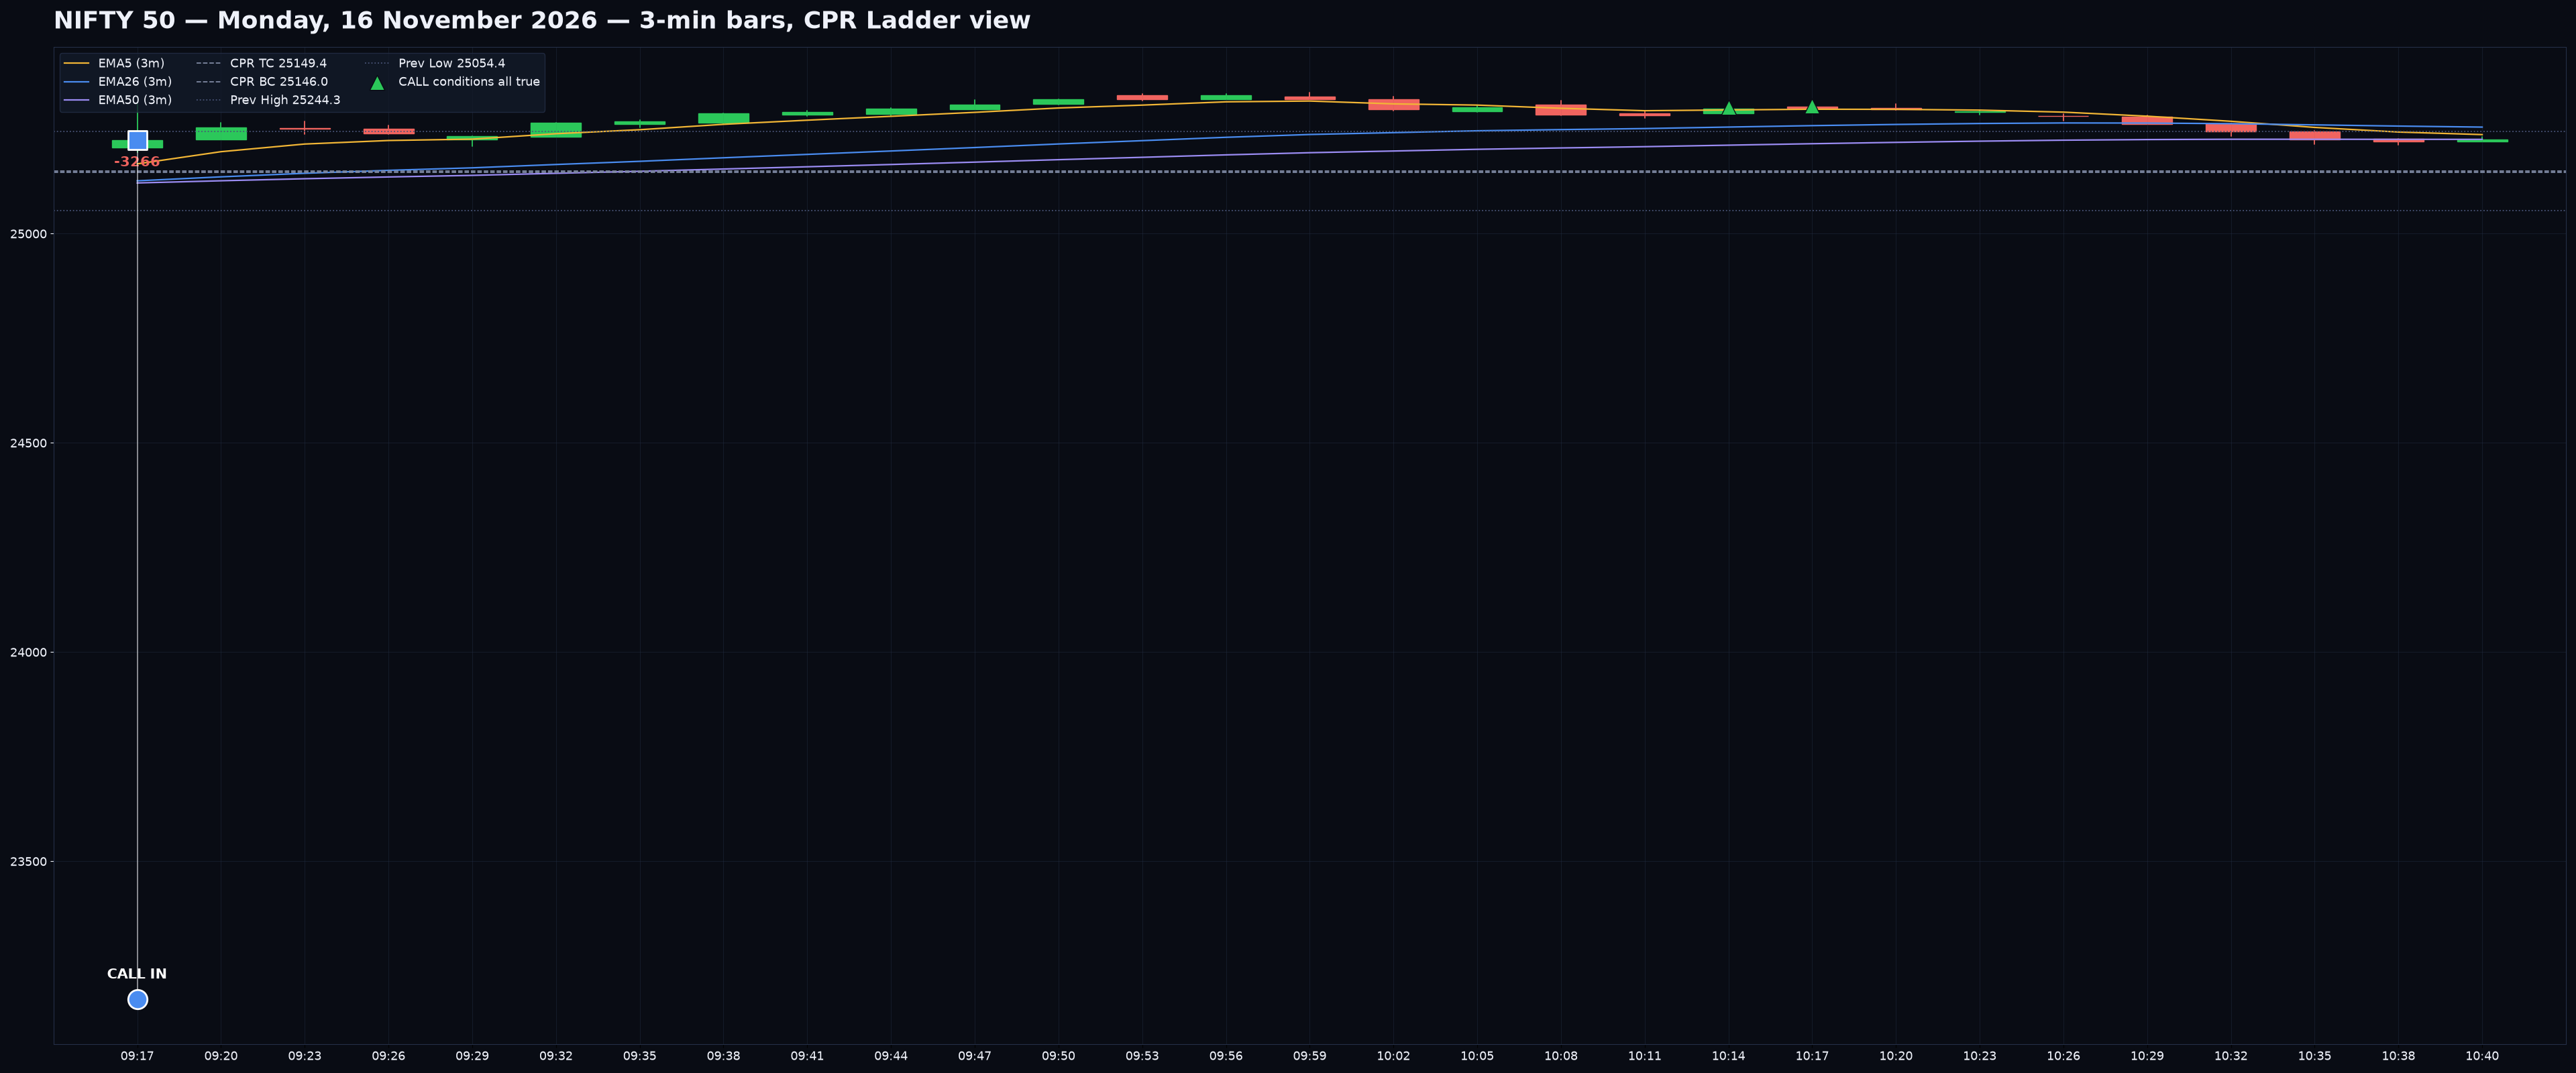 NIFTY 50 — Monday, 16 November 2026 — 3-min bars, CPR Ladder view
EMA5 (3m)
EMA26 (3m)
EMA50 (3m)
CPR TC 25149.4
CPR BC 25146.0
Prev High 25244.3
Prev Low 25054.4
CALL conditions all true
-3266
25000
24500
24000
23500
CALL IN
09:17 09:20 09:23 09:26 09:29 09:32 09:35 09:38 09:41 09:44 09:47 09:50 09:53 09:56 09:59 10:02 10:05 10:08 10:11 10:14 10:17 10:20 10:23 10:26 10:29 10:32 10:35 10:38 10:40